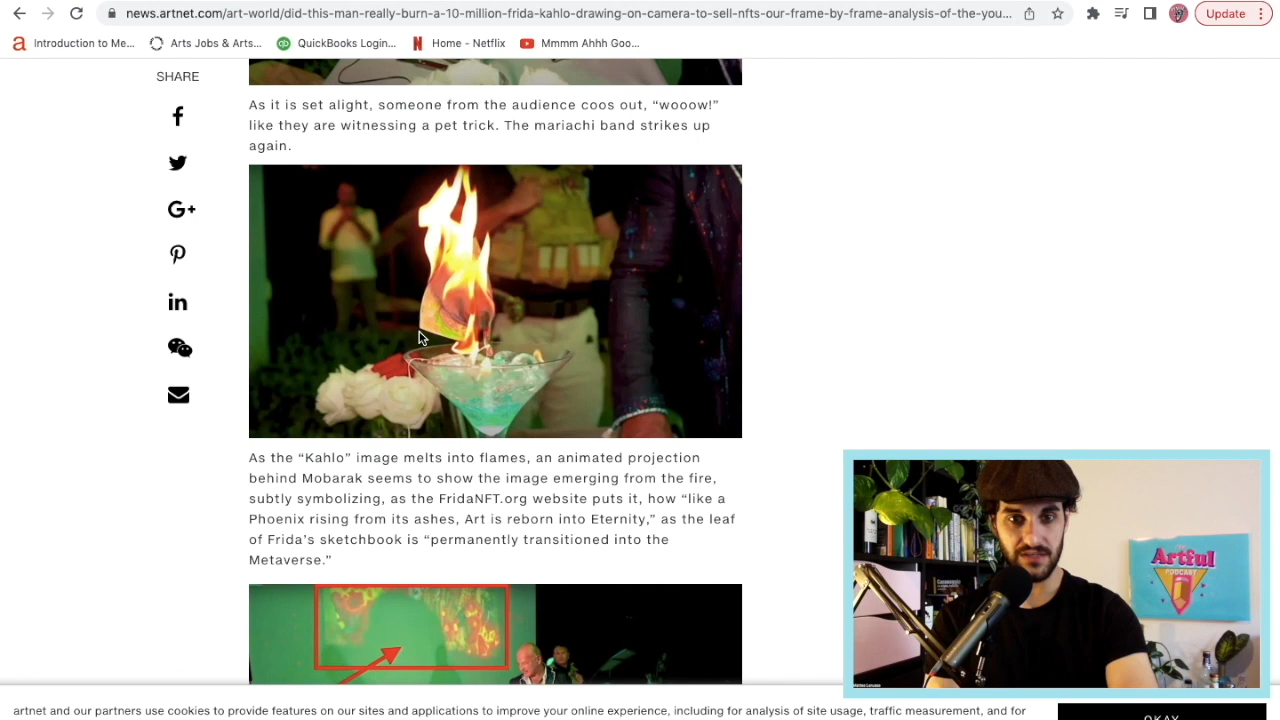 news.artnet.com/art-world/did-this-man-really-burn-a-10-million-frida-kahlo-drawing-on-camera-to-sell-nfts-our-frame-by-frame-analysis-of-the-you...
Update
Introduction to Me...
Arts Jobs & Arts...
QuickBooks Login...
Home - Netflix
Mmmm Ahhh Goo...
SHARE
As it is set alight, someone from the audience coos out, “wooow!”
like they are witnessing a pet trick. The mariachi band strikes up
again.
As the “Kahlo” image melts into flames, an animated projection
behind Mobarak seems to show the image emerging from the fire,
subtly symbolizing, as the FridaNFT.org website puts it, how “like a
Phoenix rising from its ashes, Art is reborn into Eternity,” as the leaf
of Frida’s sketchbook is “permanently transitioned into the
Metaverse.”
The
Artful
PODCAST
artnet and our partners use cookies to provide features on our sites and applications to improve your online experience, including for analysis of site usage, traffic measurement, and for
OKAY